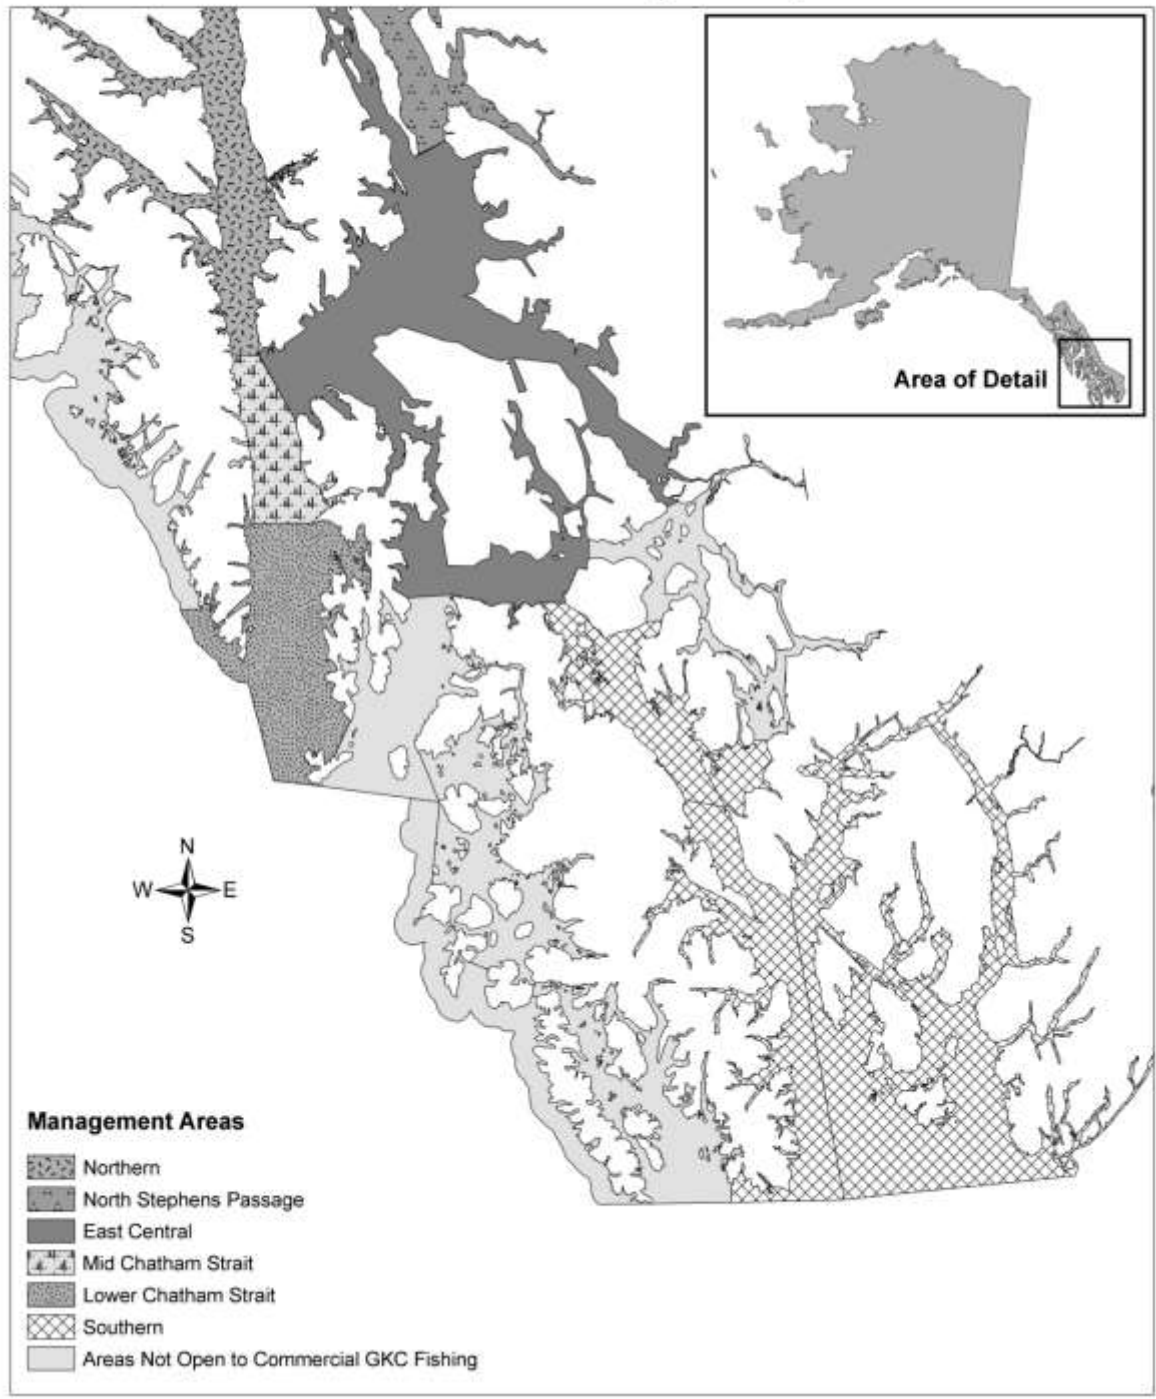 Area of Detail
N
W E
S
Management Areas
Northern
North Stephens Passage
East Central
Mid Chatham Strait
Lower Chatham Strait
Southern
Areas Not Open to Commercial GKC Fishing